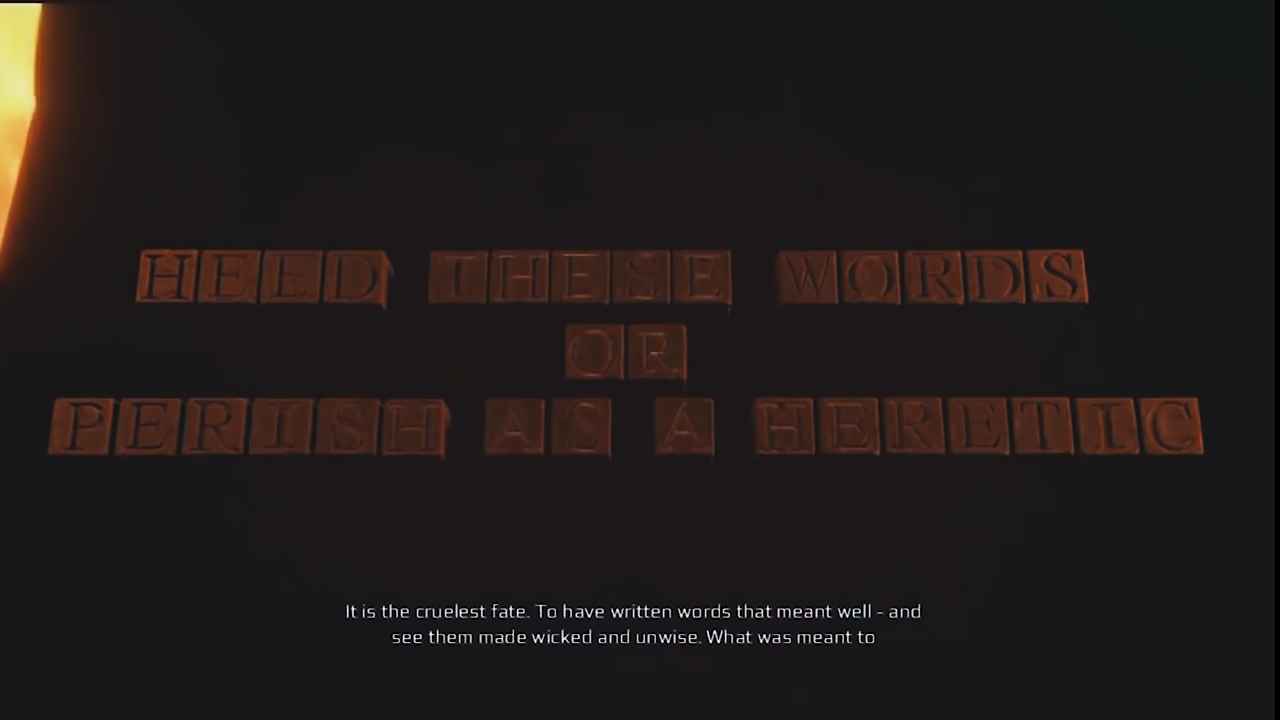 HEED THESE WORDS
OR
PERISH AS A HERETIC
It is the cruelest fate. To have written words that meant well - and
see them made wicked and unwise. What was meant to